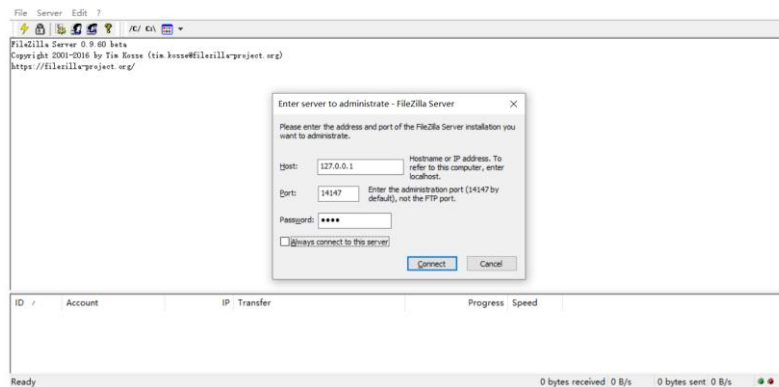 File Server Edit ?
/C/ C:\
FileZilla Server 0.9.60 beta
Copyright 2001-2016 by Tim Kosse (tim.kosse@filezilla-project.org)
https://filezilla-project.org/
Enter server to administrate - FileZilla Server
Please enter the address and port of the FileZilla Server installation you
want to administrate.
Host: 127.0.0.1
Hostname or IP address. To
refer to this computer, enter
localhost.
Port: 14147
Enter the administration port (14147 by
default), not the FTP port.
Password: ••••
Always connect to this server
Connect Cancel
ID / Account IP Transfer Progress Speed
Ready 0 bytes received 0 B/s 0 bytes sent 0 B/s